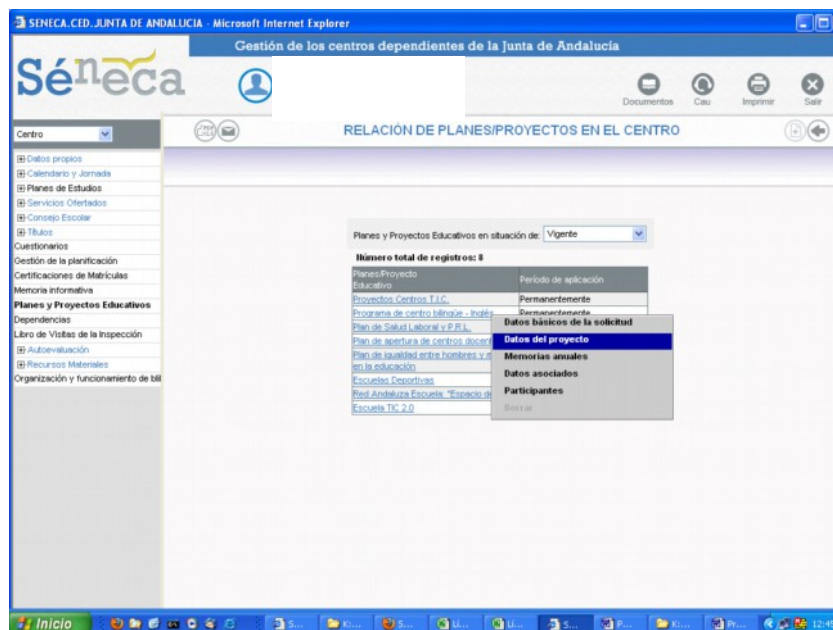 SENECA.CED.JUNTA DE ANDALUCIA - Microsoft Internet Explorer
Gestión de los centros dependientes de la Junta de Andalucía
Séneca
Documentos
Cau
Imprimir
Salir
Centro
RELACIÓN DE PLANES/PROYECTOS EN EL CENTRO
Datos propios
Calendario y Jornada
Planes de Estudios
Servicios Ofertados
Consejo Escolar
Títulos
Cuestionarios
Gestión de la planificación
Certificaciones de Matrículas
Memoria informativa
Planes y Proyectos Educativos
Dependencias
Libro de Visitas de la Inspección
Autoevaluación
Recursos Materiales
Organización y funcionamiento de bli
Planes y Proyectos Educativos en situación de: Vigente
Número total de registros: 8
Planes/Proyecto
Educativo
Período de aplicación
Proyectos Centros T.I.C. Permanentemente
Programa de centro bilingüe - Inglés Permanentemente
Plan de Salud Laboral y P.R.L.
Plan de apertura de centros docent
Plan de igualdad entre hombres y m
en la educación
Escuelas Deportivas
Red Andaluza Escuela: "Espacio de
Escuela TIC 2.0
Datos básicos de la solicitud
Datos del proyecto
Memorias anuales
Datos asociados
Participantes
Borrar
Inicio
S...
K:...
S...
Li...
Li...
S...
P...
K:...
Pr...
12:45